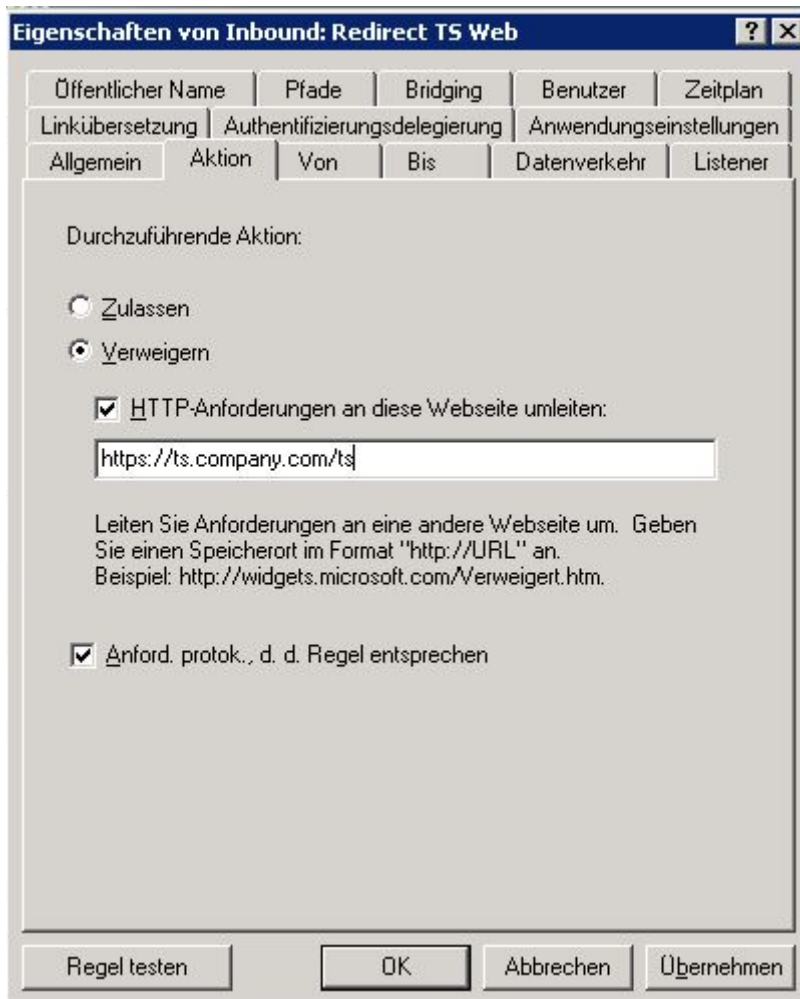 Eigenschaften von Inbound: Redirect TS Web
Öffentlicher Name Pfade Bridging Benutzer Zeitplan
Linkübersetzung Authentifizierungsdelegierung Anwendungseinstellungen
Allgemein Aktion Von Bis Datenverkehr Listener
Durchzuführende Aktion:
Zulassen
Verweigern
HTTP-Anforderungen an diese Webseite umleiten:
https://ts.company.com/ts
Leiten Sie Anforderungen an eine andere Webseite um. Geben
Sie einen Speicherort im Format "http://URL" an.
Beispiel: http://widgets.microsoft.com/Verweigert.htm.
Anford. protok., d. d. Regel entsprechen
Regel testen OK Abbrechen Übernehmen